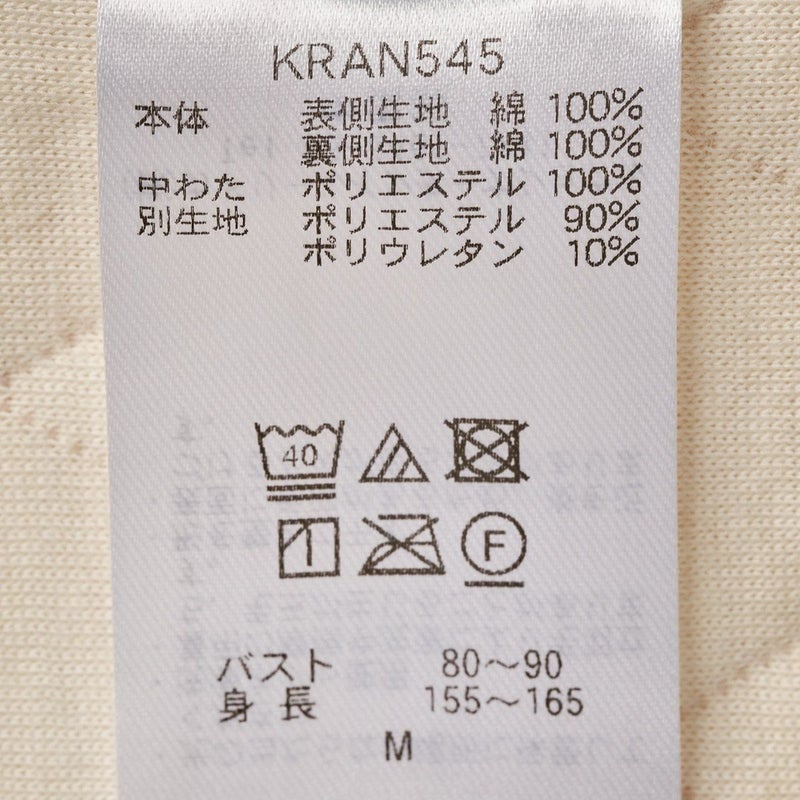 KRAN545
本体 表側生地 綿 100%
裏側生地 綿 100%
中わた ポリエステル 100%
別生地 ポリエステル 90%
ポリウレタン 10%
40
F
バスト 80～90
身長 155～165
M